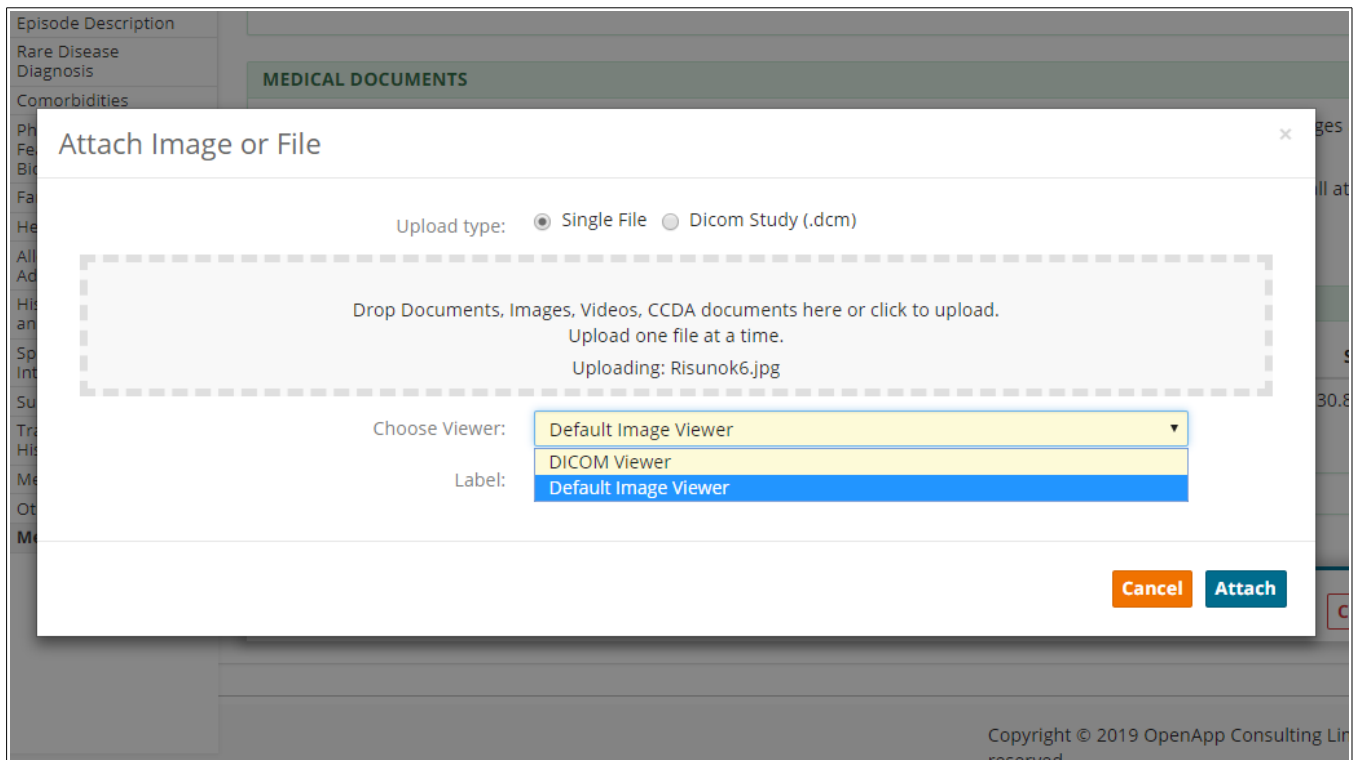 Episode Description
Rare Disease
Diagnosis
Comorbidities
MEDICAL DOCUMENTS
Attach Image or File
×
Upload type:
Single File
Dicom Study (.dcm)
Drop Documents, Images, Videos, CCDA documents here or click to upload.
Upload one file at a time.
Uploading: Risunok6.jpg
Choose Viewer:
Default Image Viewer
DICOM Viewer
Default Image Viewer
Label:
Cancel
Attach
Copyright © 2019 OpenApp Consulting
reserved